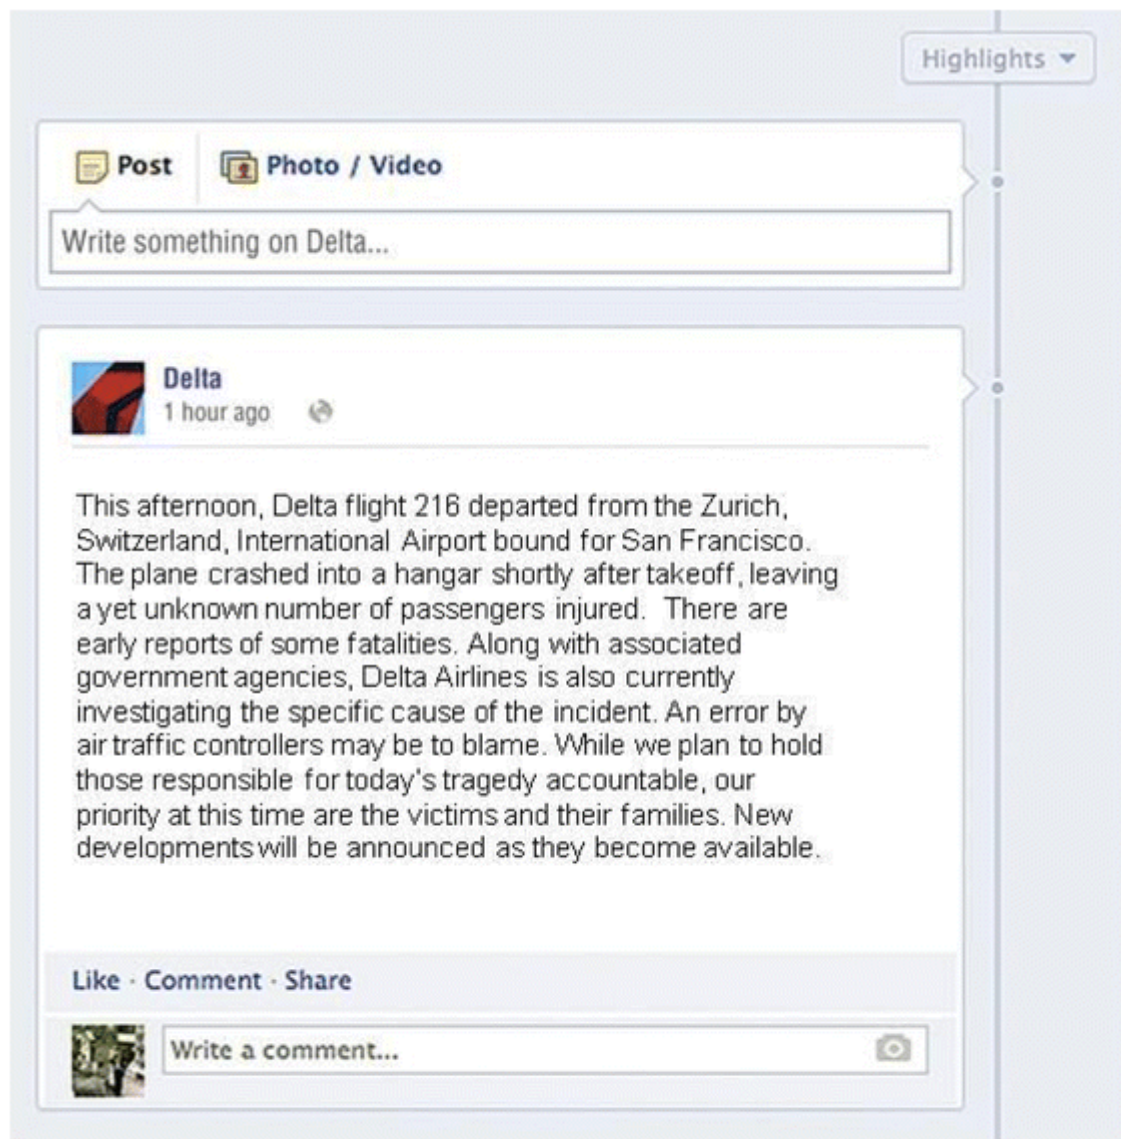 Highlights
Post
Photo / Video
Write something on Delta...
Delta
1 hour ago
This afternoon, Delta flight 216 departed from the Zurich,
Switzerland, International Airport bound for San Francisco.
The plane crashed into a hangar shortly after takeoff, leaving
a yet unknown number of passengers injured.  There are
early reports of some fatalities. Along with associated
government agencies, Delta Airlines is also currently
investigating the specific cause of the incident. An error by
air traffic controllers may be to blame. While we plan to hold
those responsible for today's tragedy accountable, our
priority at this time are the victims and their families. New
developments will be announced as they become available.
Like · Comment · Share
Write a comment...